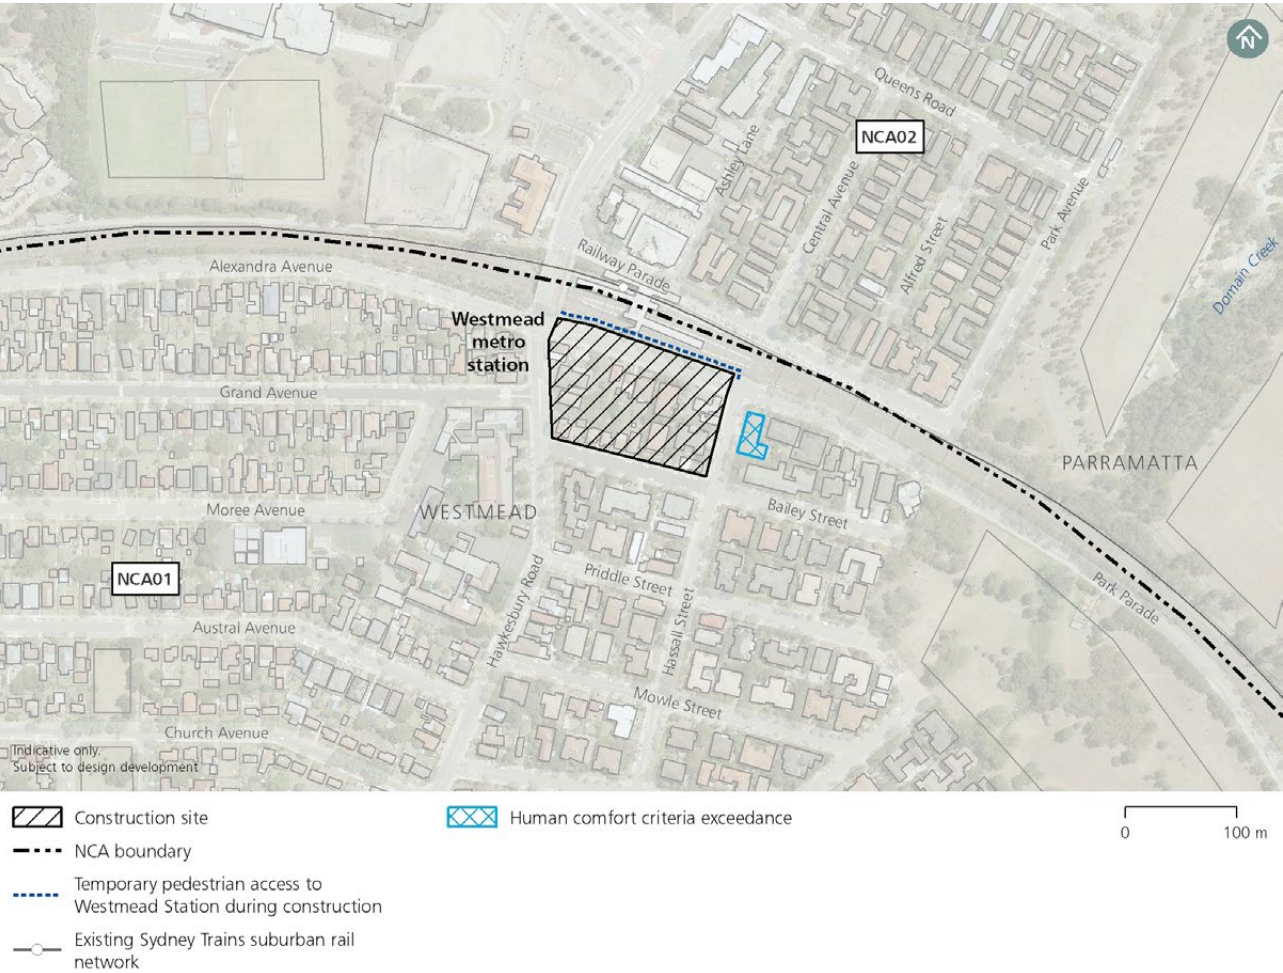 N
Queens Road
NCA02
Ashley Lane
Central Avenue
Park Avenue
Alfred Street
Domain Creek
Railway Parade
Alexandra Avenue
Westmead
metro
station
Grand Avenue
PARRAMATTA
Moree Avenue
WESTMEAD
Bailey Street
NCA01
Priddle Street
Park Parade
Hawkesbury Road
Hassall Street
Austral Avenue
Mowle Street
Church Avenue
Indicative only.
Subject to design development
Construction site
Human comfort criteria exceedance
0
100 m
NCA boundary
Temporary pedestrian access to
Westmead Station during construction
Existing Sydney Trains suburban rail
network